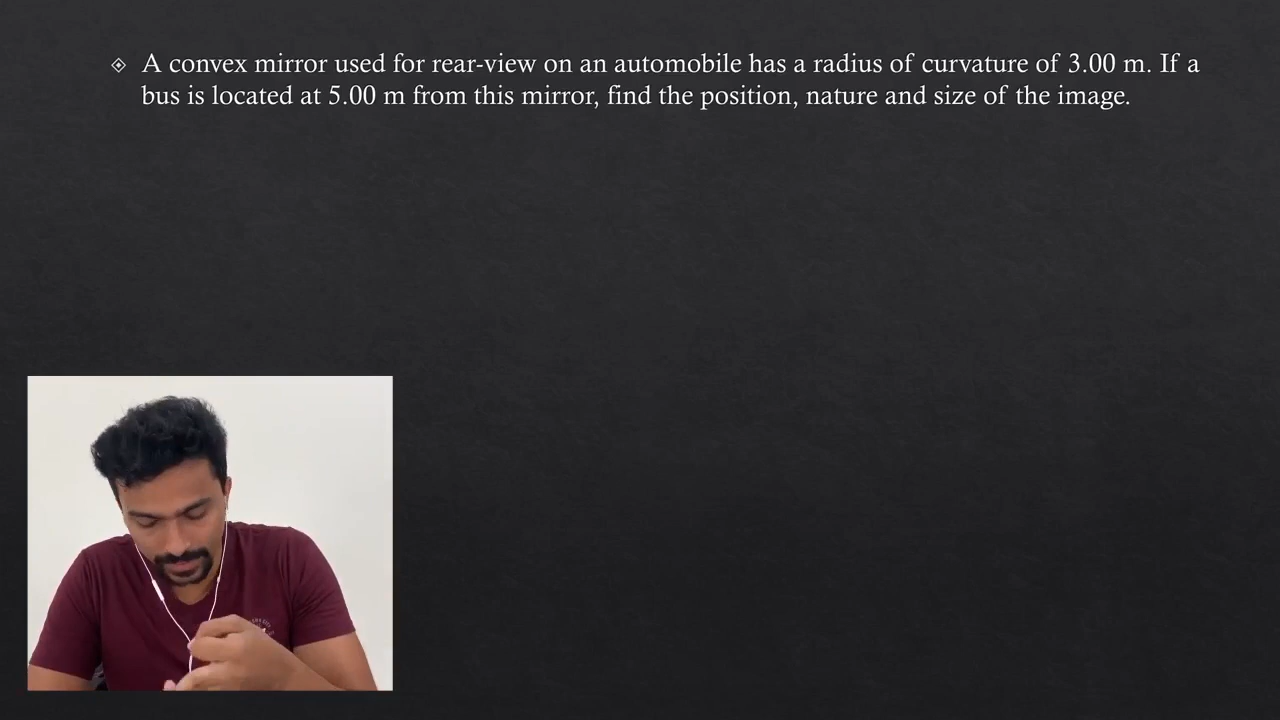 A convex mirror used for rear-view on an automobile has a radius of curvature of 3.00 m. If a
bus is located at 5.00 m from this mirror, find the position, nature and size of the image.